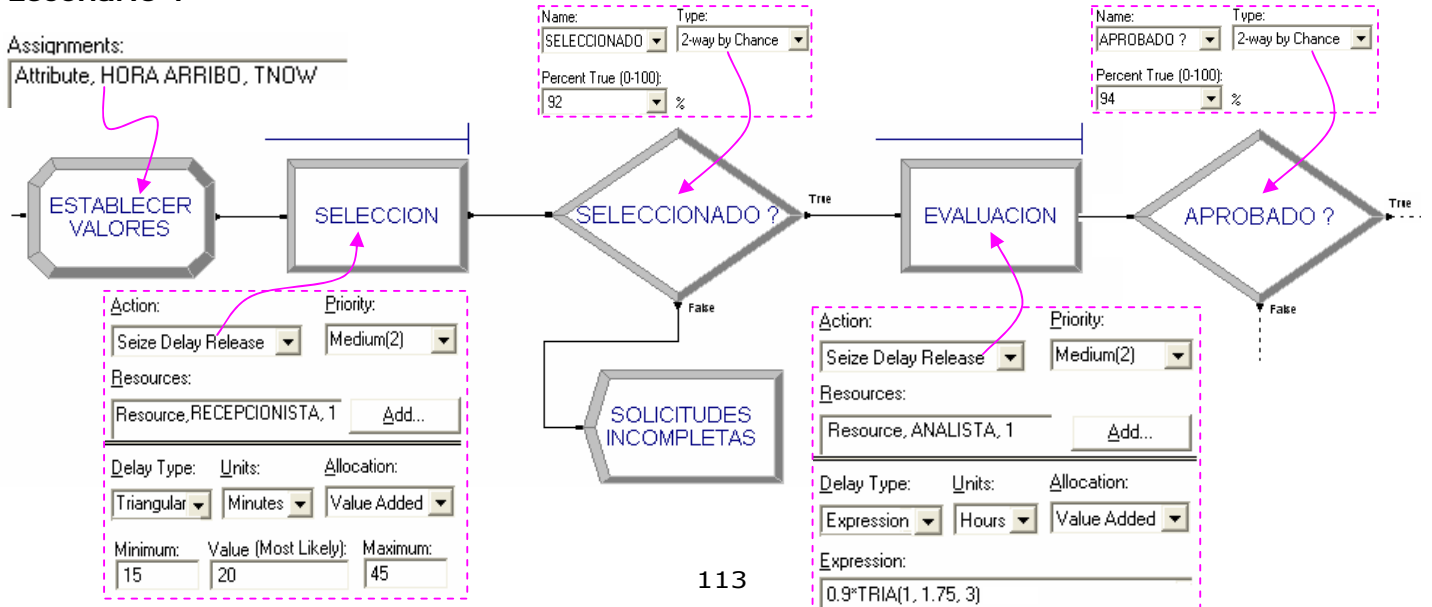 Assignments:
Attribute, HORA ARRIBO, TNOW
Name:
Type:
SELECCIONADO
2-way by Chance
Percent True (0-100):
92
%
Name:
Type:
APROBADO ?
2-way by Chance
Percent True (0-100):
94
%
ESTABLECER
VALORES
SELECCION
SELECCIONADO ?
True
False
EVALUACION
APROBADO ?
True
False
SOLICITUDES
INCOMPLETAS
Action:
Priority:
Seize Delay Release
Medium(2)
Resources:
Resource,RECEPCIONISTA, 1
Add...
Delay Type:
Units:
Allocation:
Triangular
Minutes
Value Added
Minimum:
Value (Most Likely):
Maximum:
15
20
45
Action:
Priority:
Seize Delay Release
Medium(2)
Resources:
Resource, ANALISTA, 1
Add...
Delay Type:
Units:
Allocation:
Expression
Hours
Value Added
Expression:
0.9*TRIA(1, 1.75, 3)
113